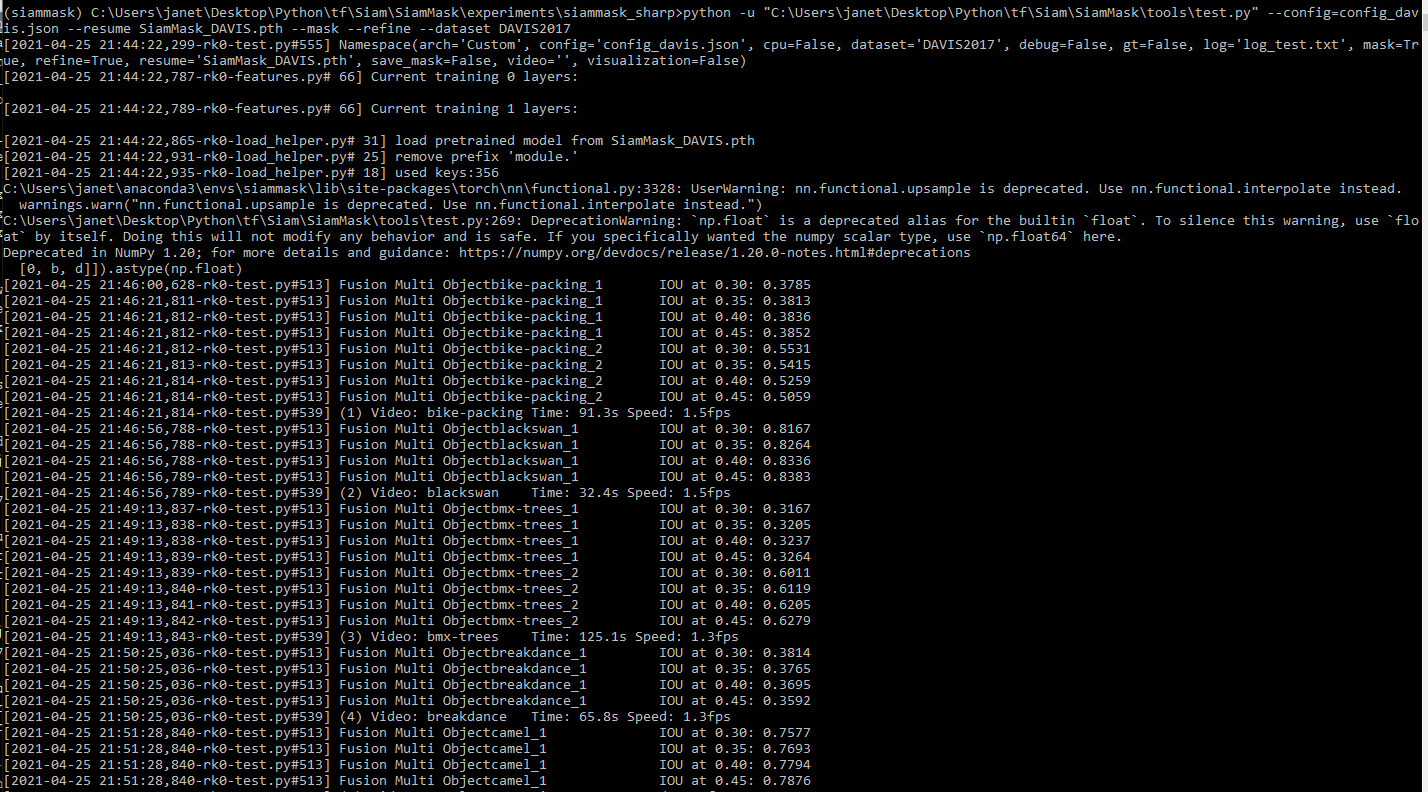 (siammask) C:\Users\janet\Desktop\Python\tf\Siam\SiamMask\experiments\siammask_sharp>python -u "C:\Users\janet\Desktop\Python\tf\Siam\SiamMask\tools\test.py" --config=config_dav
is.json --resume SiamMask_DAVIS.pth --mask --refine --dataset DAVIS2017
[2021-04-25 21:44:22,299-rk0-test.py#555] Namespace(arch='Custom', config='config_davis.json', cpu=False, dataset='DAVIS2017', debug=False, gt=False, log='log_test.txt', mask=Tr
ue, refine=True, resume='SiamMask_DAVIS.pth', save_mask=False, video='', visualization=False)
[2021-04-25 21:44:22,787-rk0-features.py# 66] Current training 0 layers:
[2021-04-25 21:44:22,789-rk0-features.py# 66] Current training 1 layers:
[2021-04-25 21:44:22,865-rk0-load_helper.py# 31] load pretrained model from SiamMask_DAVIS.pth
[2021-04-25 21:44:22,931-rk0-load_helper.py# 25] remove prefix 'module.'
[2021-04-25 21:44:22,935-rk0-load_helper.py# 18] used keys:356
C:\Users\janet\anaconda3\envs\siammask\lib\site-packages\torch\nn\functional.py:3328: UserWarning: nn.functional.upsample is deprecated. Use nn.functional.interpolate instead.
warnings.warn("nn.functional.upsample is deprecated. Use nn.functional.interpolate instead.")
C:\Users\janet\Desktop\Python\tf\Siam\SiamMask\tools\test.py:269: DeprecationWarning: `np.float` is a deprecated alias for the builtin `float`. To silence this warning, use `flo
at` by itself. Doing this will not modify any behavior and is safe. If you specifically wanted the numpy scalar type, use `np.float64` here.
Deprecated in NumPy 1.20; for more details and guidance: https://numpy.org/devdocs/release/1.20.0-notes.html#deprecations
[0, b, d]]).astype(np.float)
[2021-04-25 21:46:00,628-rk0-test.py#513] Fusion Multi Objectbike-packing_1 IOU at 0.30: 0.3785
[2021-04-25 21:46:21,811-rk0-test.py#513] Fusion Multi Objectbike-packing_1 IOU at 0.35: 0.3813
[2021-04-25 21:46:21,812-rk0-test.py#513] Fusion Multi Objectbike-packing_1 IOU at 0.40: 0.3836
[2021-04-25 21:46:21,812-rk0-test.py#513] Fusion Multi Objectbike-packing_1 IOU at 0.45: 0.3852
[2021-04-25 21:46:21,812-rk0-test.py#513] Fusion Multi Objectbike-packing_2 IOU at 0.30: 0.5531
[2021-04-25 21:46:21,813-rk0-test.py#513] Fusion Multi Objectbike-packing_2 IOU at 0.35: 0.5415
[2021-04-25 21:46:21,814-rk0-test.py#513] Fusion Multi Objectbike-packing_2 IOU at 0.40: 0.5259
[2021-04-25 21:46:21,814-rk0-test.py#513] Fusion Multi Objectbike-packing_2 IOU at 0.45: 0.5059
[2021-04-25 21:46:21,814-rk0-test.py#539] (1) Video: bike-packing Time: 91.3s Speed: 1.5fps
[2021-04-25 21:46:56,788-rk0-test.py#513] Fusion Multi Objectblackswan_1 IOU at 0.30: 0.8167
[2021-04-25 21:46:56,788-rk0-test.py#513] Fusion Multi Objectblackswan_1 IOU at 0.35: 0.8264
[2021-04-25 21:46:56,788-rk0-test.py#513] Fusion Multi Objectblackswan_1 IOU at 0.40: 0.8336
[2021-04-25 21:46:56,789-rk0-test.py#513] Fusion Multi Objectblackswan_1 IOU at 0.45: 0.8383
[2021-04-25 21:46:56,789-rk0-test.py#539] (2) Video: blackswan Time: 32.4s Speed: 1.5fps
[2021-04-25 21:49:13,837-rk0-test.py#513] Fusion Multi Objectbmx-trees_1 IOU at 0.30: 0.3167
[2021-04-25 21:49:13,838-rk0-test.py#513] Fusion Multi Objectbmx-trees_1 IOU at 0.35: 0.3205
[2021-04-25 21:49:13,838-rk0-test.py#513] Fusion Multi Objectbmx-trees_1 IOU at 0.40: 0.3237
[2021-04-25 21:49:13,839-rk0-test.py#513] Fusion Multi Objectbmx-trees_1 IOU at 0.45: 0.3264
[2021-04-25 21:49:13,839-rk0-test.py#513] Fusion Multi Objectbmx-trees_2 IOU at 0.30: 0.6011
[2021-04-25 21:49:13,840-rk0-test.py#513] Fusion Multi Objectbmx-trees_2 IOU at 0.35: 0.6119
[2021-04-25 21:49:13,841-rk0-test.py#513] Fusion Multi Objectbmx-trees_2 IOU at 0.40: 0.6205
[2021-04-25 21:49:13,842-rk0-test.py#513] Fusion Multi Objectbmx-trees_2 IOU at 0.45: 0.6279
[2021-04-25 21:49:13,843-rk0-test.py#539] (3) Video: bmx-trees Time: 125.1s Speed: 1.3fps
[2021-04-25 21:50:25,036-rk0-test.py#513] Fusion Multi Objectbreakdance_1 IOU at 0.30: 0.3814
[2021-04-25 21:50:25,036-rk0-test.py#513] Fusion Multi Objectbreakdance_1 IOU at 0.35: 0.3765
[2021-04-25 21:50:25,036-rk0-test.py#513] Fusion Multi Objectbreakdance_1 IOU at 0.40: 0.3695
[2021-04-25 21:50:25,036-rk0-test.py#513] Fusion Multi Objectbreakdance_1 IOU at 0.45: 0.3592
[2021-04-25 21:50:25,036-rk0-test.py#539] (4) Video: breakdance Time: 65.8s Speed: 1.3fps
[2021-04-25 21:51:28,840-rk0-test.py#513] Fusion Multi Objectcamel_1 IOU at 0.30: 0.7577
[2021-04-25 21:51:28,840-rk0-test.py#513] Fusion Multi Objectcamel_1 IOU at 0.35: 0.7693
[2021-04-25 21:51:28,840-rk0-test.py#513] Fusion Multi Objectcamel_1 IOU at 0.40: 0.7794
[2021-04-25 21:51:28,840-rk0-test.py#513] Fusion Multi Objectcamel_1 IOU at 0.45: 0.7876